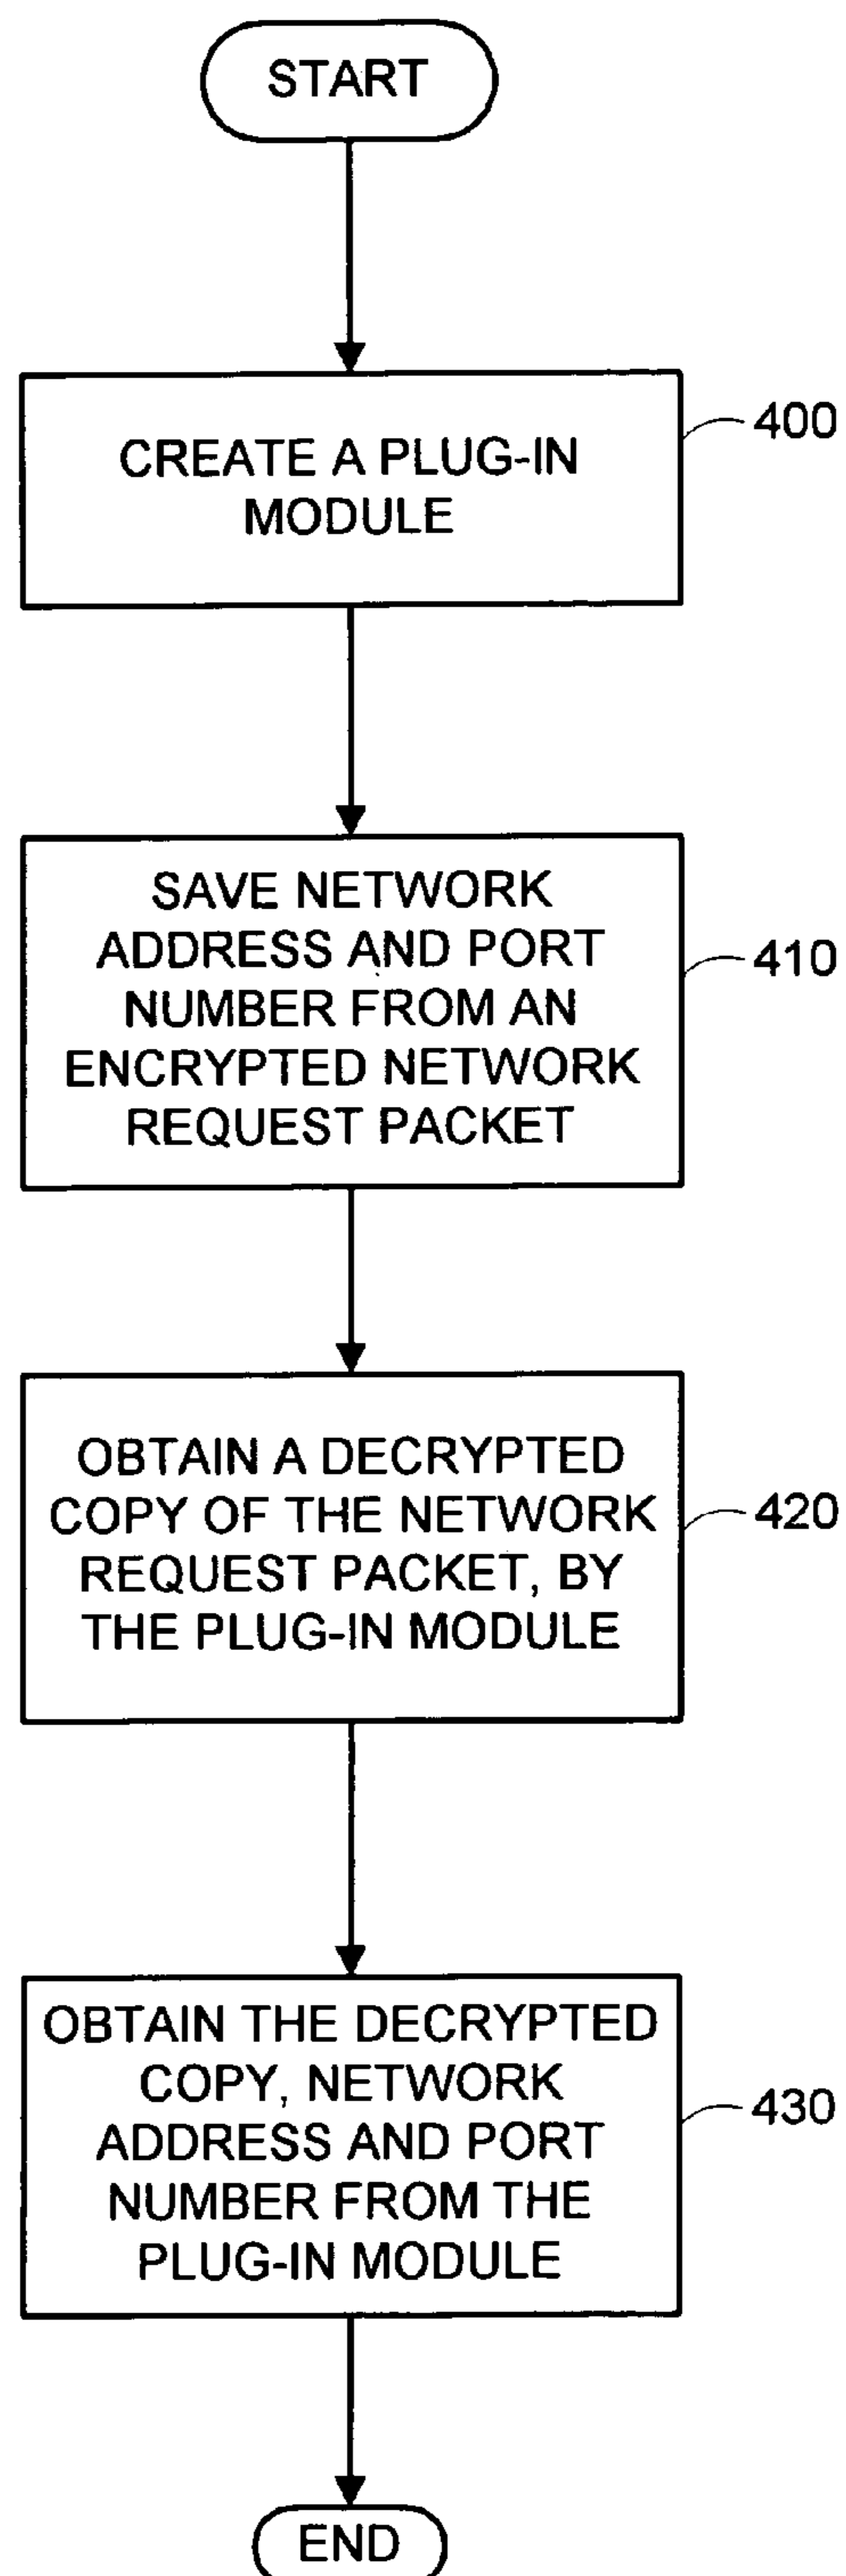 START
CREATE A PLUG-IN
MODULE
400
SAVE NETWORK
ADDRESS AND PORT
NUMBER FROM AN
ENCRYPTED NETWORK
REQUEST PACKET
410
OBTAIN A DECRYPTED
COPY OF THE NETWORK
REQUEST PACKET, BY
THE PLUG-IN MODULE
420
OBTAIN THE DECRYPTED
COPY, NETWORK
ADDRESS AND PORT
NUMBER FROM THE
PLUG-IN MODULE
430
END